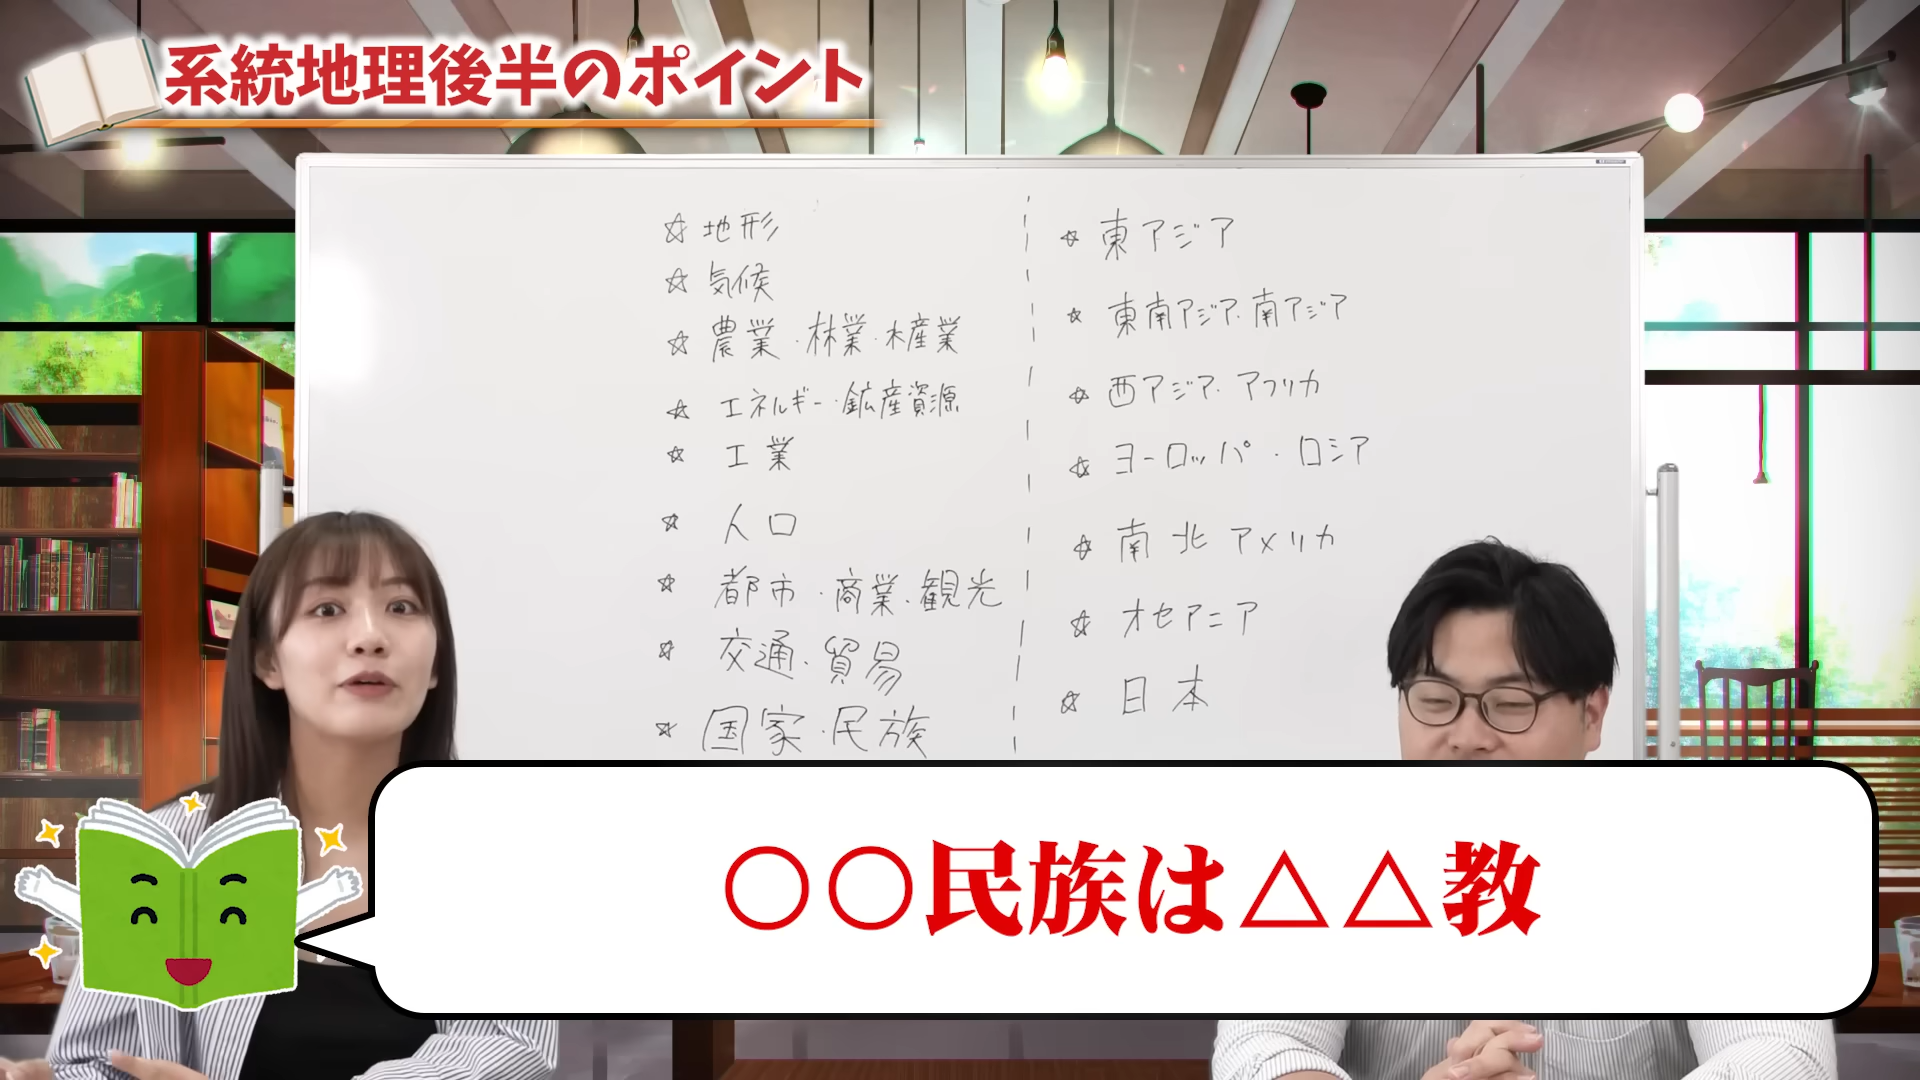 系統地理後半のポイント
☆ 地形
☆ 気候
☆ 農業・林業・水産業
☆ エネルギー・鉱産資源
☆ 工業
☆ 人口
☆ 都市・商業・観光
☆ 交通・貿易
☆ 国家・民族
☆ 東アジア
☆ 東南アジア・南アジア
☆ 西アジア・アフリカ
☆ ヨーロッパ・ロシア
☆ 南北アメリカ
☆ オセアニア
☆ 日本
○○民族は△△教